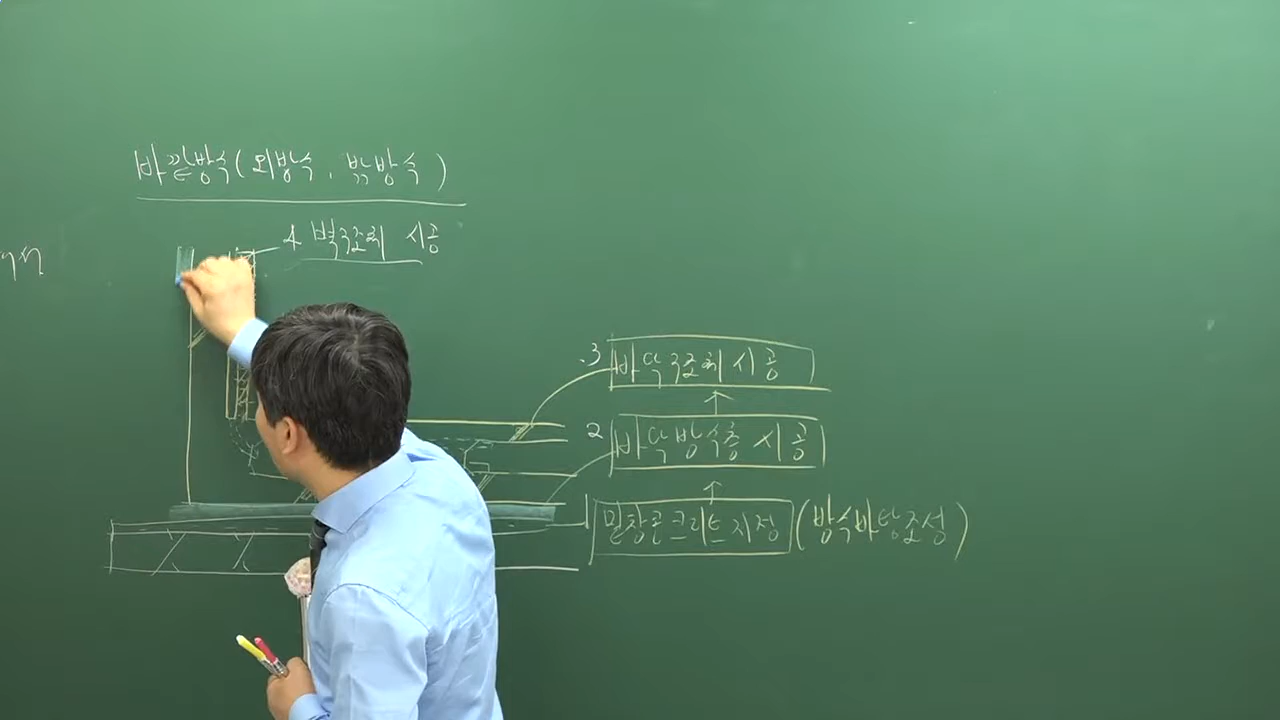 바깥방수(외방수, 밖방수)
4 벽구조체 시공
3 바닥구조체 시공
2 바닥방수층 시공
1 밑창콘크리트 지정 (방수바탕조성)